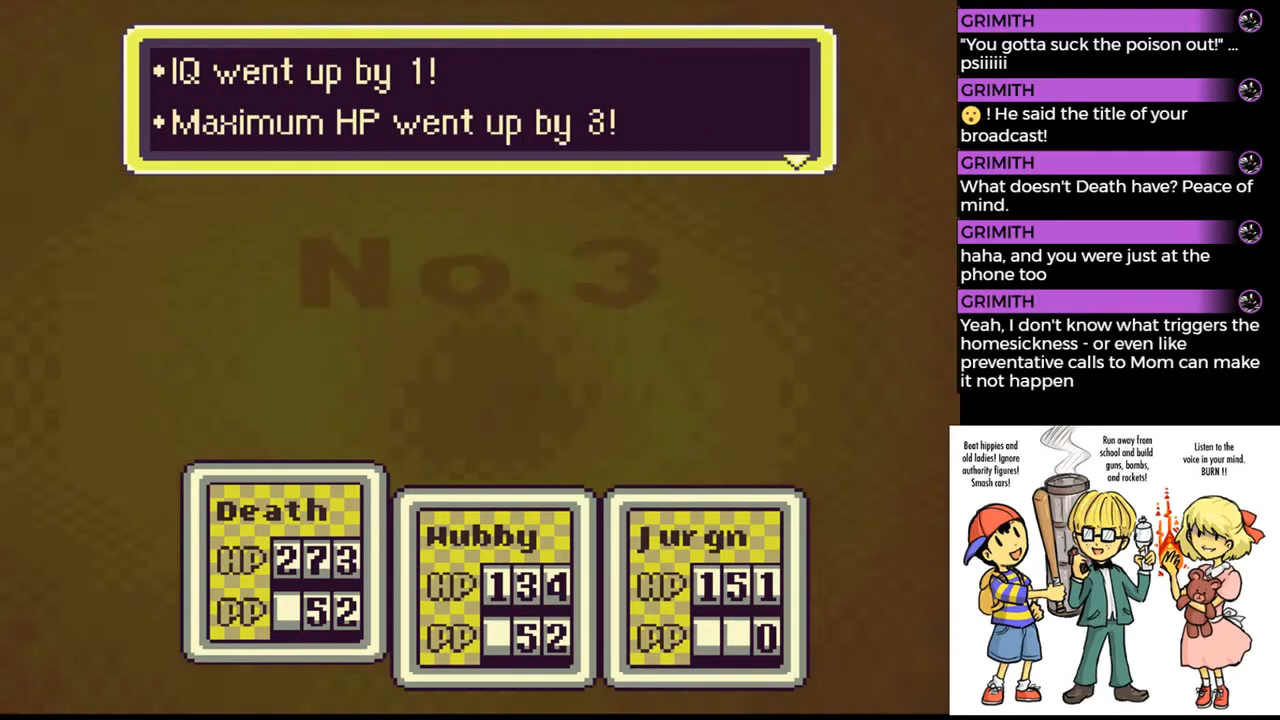 •IQ went up by 1!
•Maximum HP went up by 3!
No.3
Death
HP 273
PP 52
Hubby
HP 134
PP 52
Jurgn
HP 151
PP 0
GRIMITH
"You gotta suck the poison out!" ...
psiiiiii
GRIMITH
😮 ! He said the title of your
broadcast!
GRIMITH
What doesn't Death have? Peace of
mind.
GRIMITH
haha, and you were just at the
phone too
GRIMITH
Yeah, I don't know what triggers the
homesickness - or even like
preventative calls to Mom can make
it not happen
Beat hippies and
old ladies! Ignore
authority figures!
Smash cars!
Run away from
school and build
guns, bombs,
and rockets!
Listen to the
voice in your mind.
BURN !!